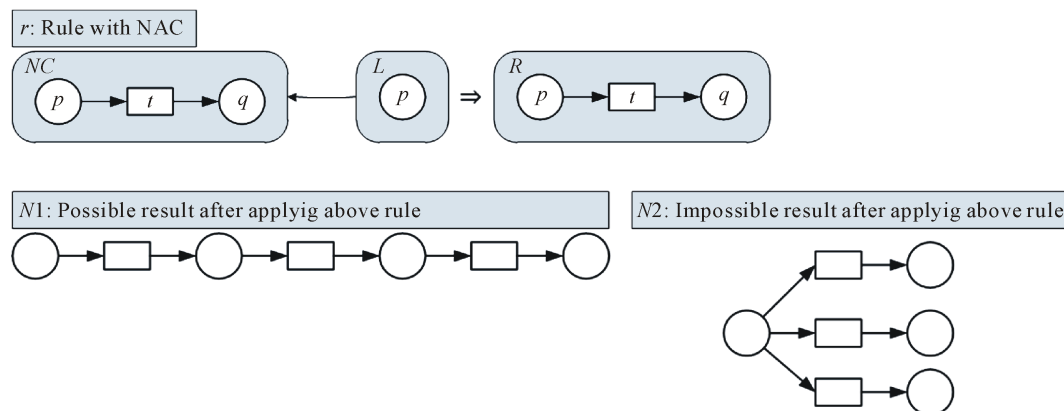 r: Rule with NAC
NC
L
R
p
t
q
p
⇒
p
t
q
N1: Possible result after applyig above rule
N2: Impossible result after applyig above rule